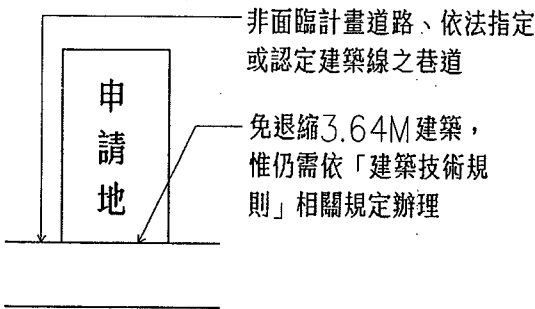 非面臨計畫道路、依法指定
或認定建築線之巷道
申請地
免退縮3.64M建築，
惟仍需依「建築技術規
則」相關規定辦理